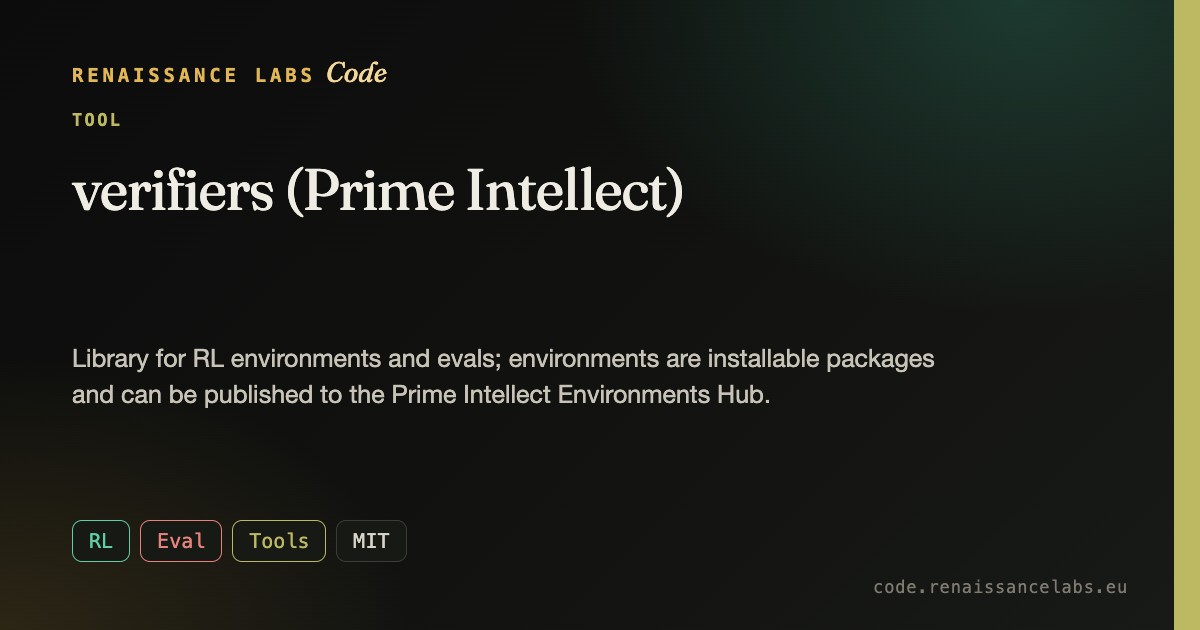 RENAISSANCE LABS Code
TOOL
verifiers (Prime Intellect)
Library for RL environments and evals; environments are installable packages
and can be published to the Prime Intellect Environments Hub.
RL Eval Tools MIT
code.renaissancelabs.eu